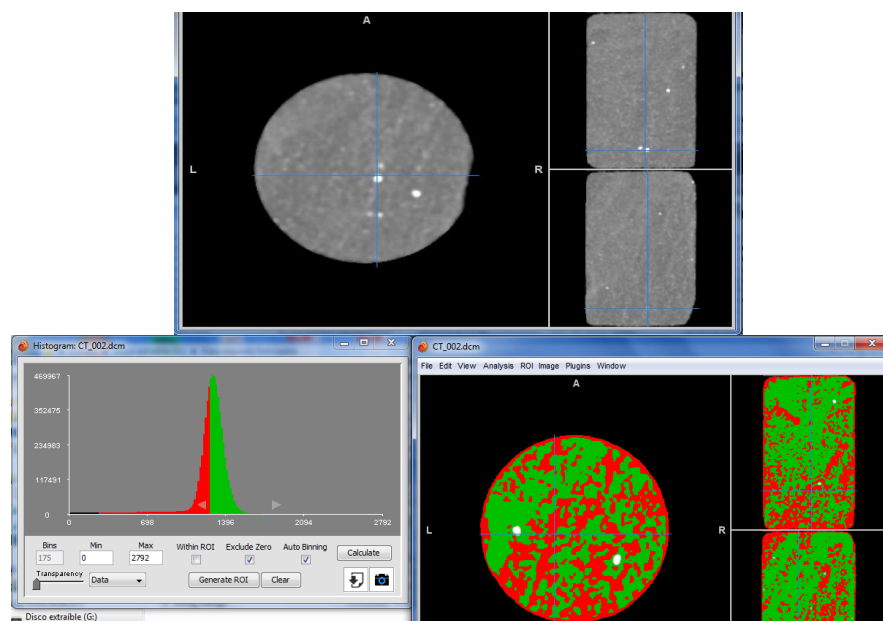 A
L
R
Histogram: CT_002.dcm
469967
352475
234983
117491
0
0 698 1396 2094 2792
Bins Min Max Within ROI Exclude Zero Auto Binning
175 0 2792 Calculate
Transparency Data Generate ROI Clear
Disco extraible (G:)
CT_002.dcm
File Edit View Analysis ROI Image Plugins Window
A
L
R